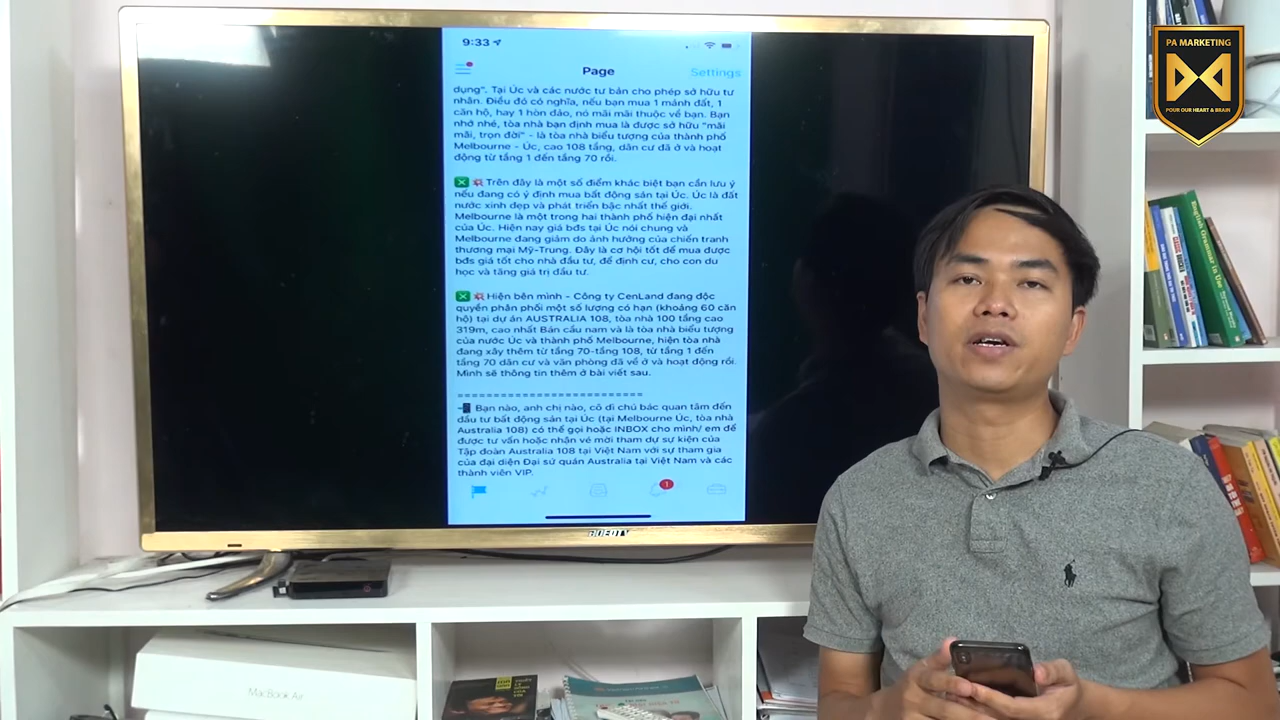 9:33
Page
Settings
dụng". Tại Úc và các nước tư bản cho phép sở hữu tư
nhân. Điều đó có nghĩa, nếu bạn mua 1 mảnh đất, 1
căn hộ, hay 1 hòn đảo, nó mãi mãi thuộc về bạn. Bạn
nhớ nhé, tòa nhà bạn định mua là được sở hữu "mãi
mãi, trọn đời" - là tòa nhà biểu tượng của thành phố
Melbourne - Úc, cao 108 tầng, dân cư đã ở và hoạt
động từ tầng 1 đến tầng 70 rồi.
Trên đây là một số điểm khác biệt bạn cần lưu ý
nếu đang có ý định mua bất động sản tại Úc. Úc là đất
nước xinh đẹp và phát triển bậc nhất thế giới.
Melbourne là một trong hai thành phố hiện đại nhất
của Úc. Hiện nay giá bđs tại Úc nói chung và
Melbourne đang giảm do ảnh hưởng của chiến tranh
thương mại Mỹ-Trung. Đây là cơ hội tốt để mua được
bđs giá tốt cho nhà đầu tư, để định cư, cho con du
học và tăng giá trị đầu tư.
Hiện bên mình - Công ty CenLand đang độc
quyền phân phối một số lượng có hạn (khoảng 60 căn
hộ) tại dự án AUSTRALIA 108, tòa nhà 100 tầng cao
319m, cao nhất Bán cầu nam và là tòa nhà biểu tượng
của nước Úc và thành phố Melbourne, hiện tòa nhà
đang xây thêm từ tầng 70-tầng 108, từ tầng 1 đến
tầng 70 dân cư và văn phòng đã về ở và hoạt động rồi.
Mình sẽ thông tin thêm ở bài viết sau.
=========================
Bạn nào, anh chị nào, cô dì chú bác quan tâm đến
đầu tư bất động sản tại Úc (tại Melbourne Úc, tòa nhà
Australia 108) có thể gọi hoặc INBOX cho mình/ em để
được tư vấn hoặc nhận vé mời tham dự sự kiện của
Tập đoàn Australia 108 tại Việt Nam với sự tham gia
của đại diện Đại sứ quán Australia tại Việt Nam và các
thành viên VIP.
1
PA MARKETING
POUR OUR HEART & BRAIN
English Grammar in Use
MacBook Air